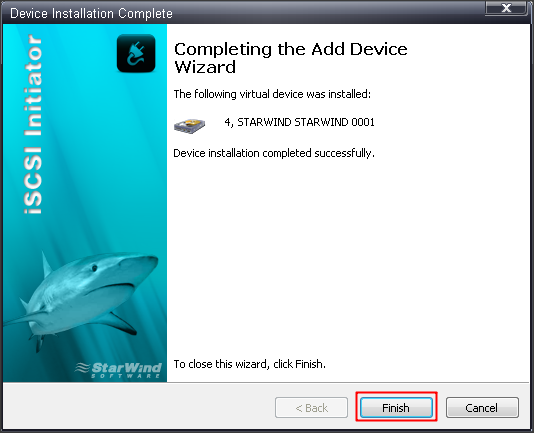 Device Installation Complete
X
iSCSI Initiator
Completing the Add Device
Wizard
The following virtual device was installed:
4, STARWIND STARWIND 0001
Device installation completed successfully.
To close this wizard, click Finish.
StarWind
SOFTWARE
< Back
Finish
Cancel